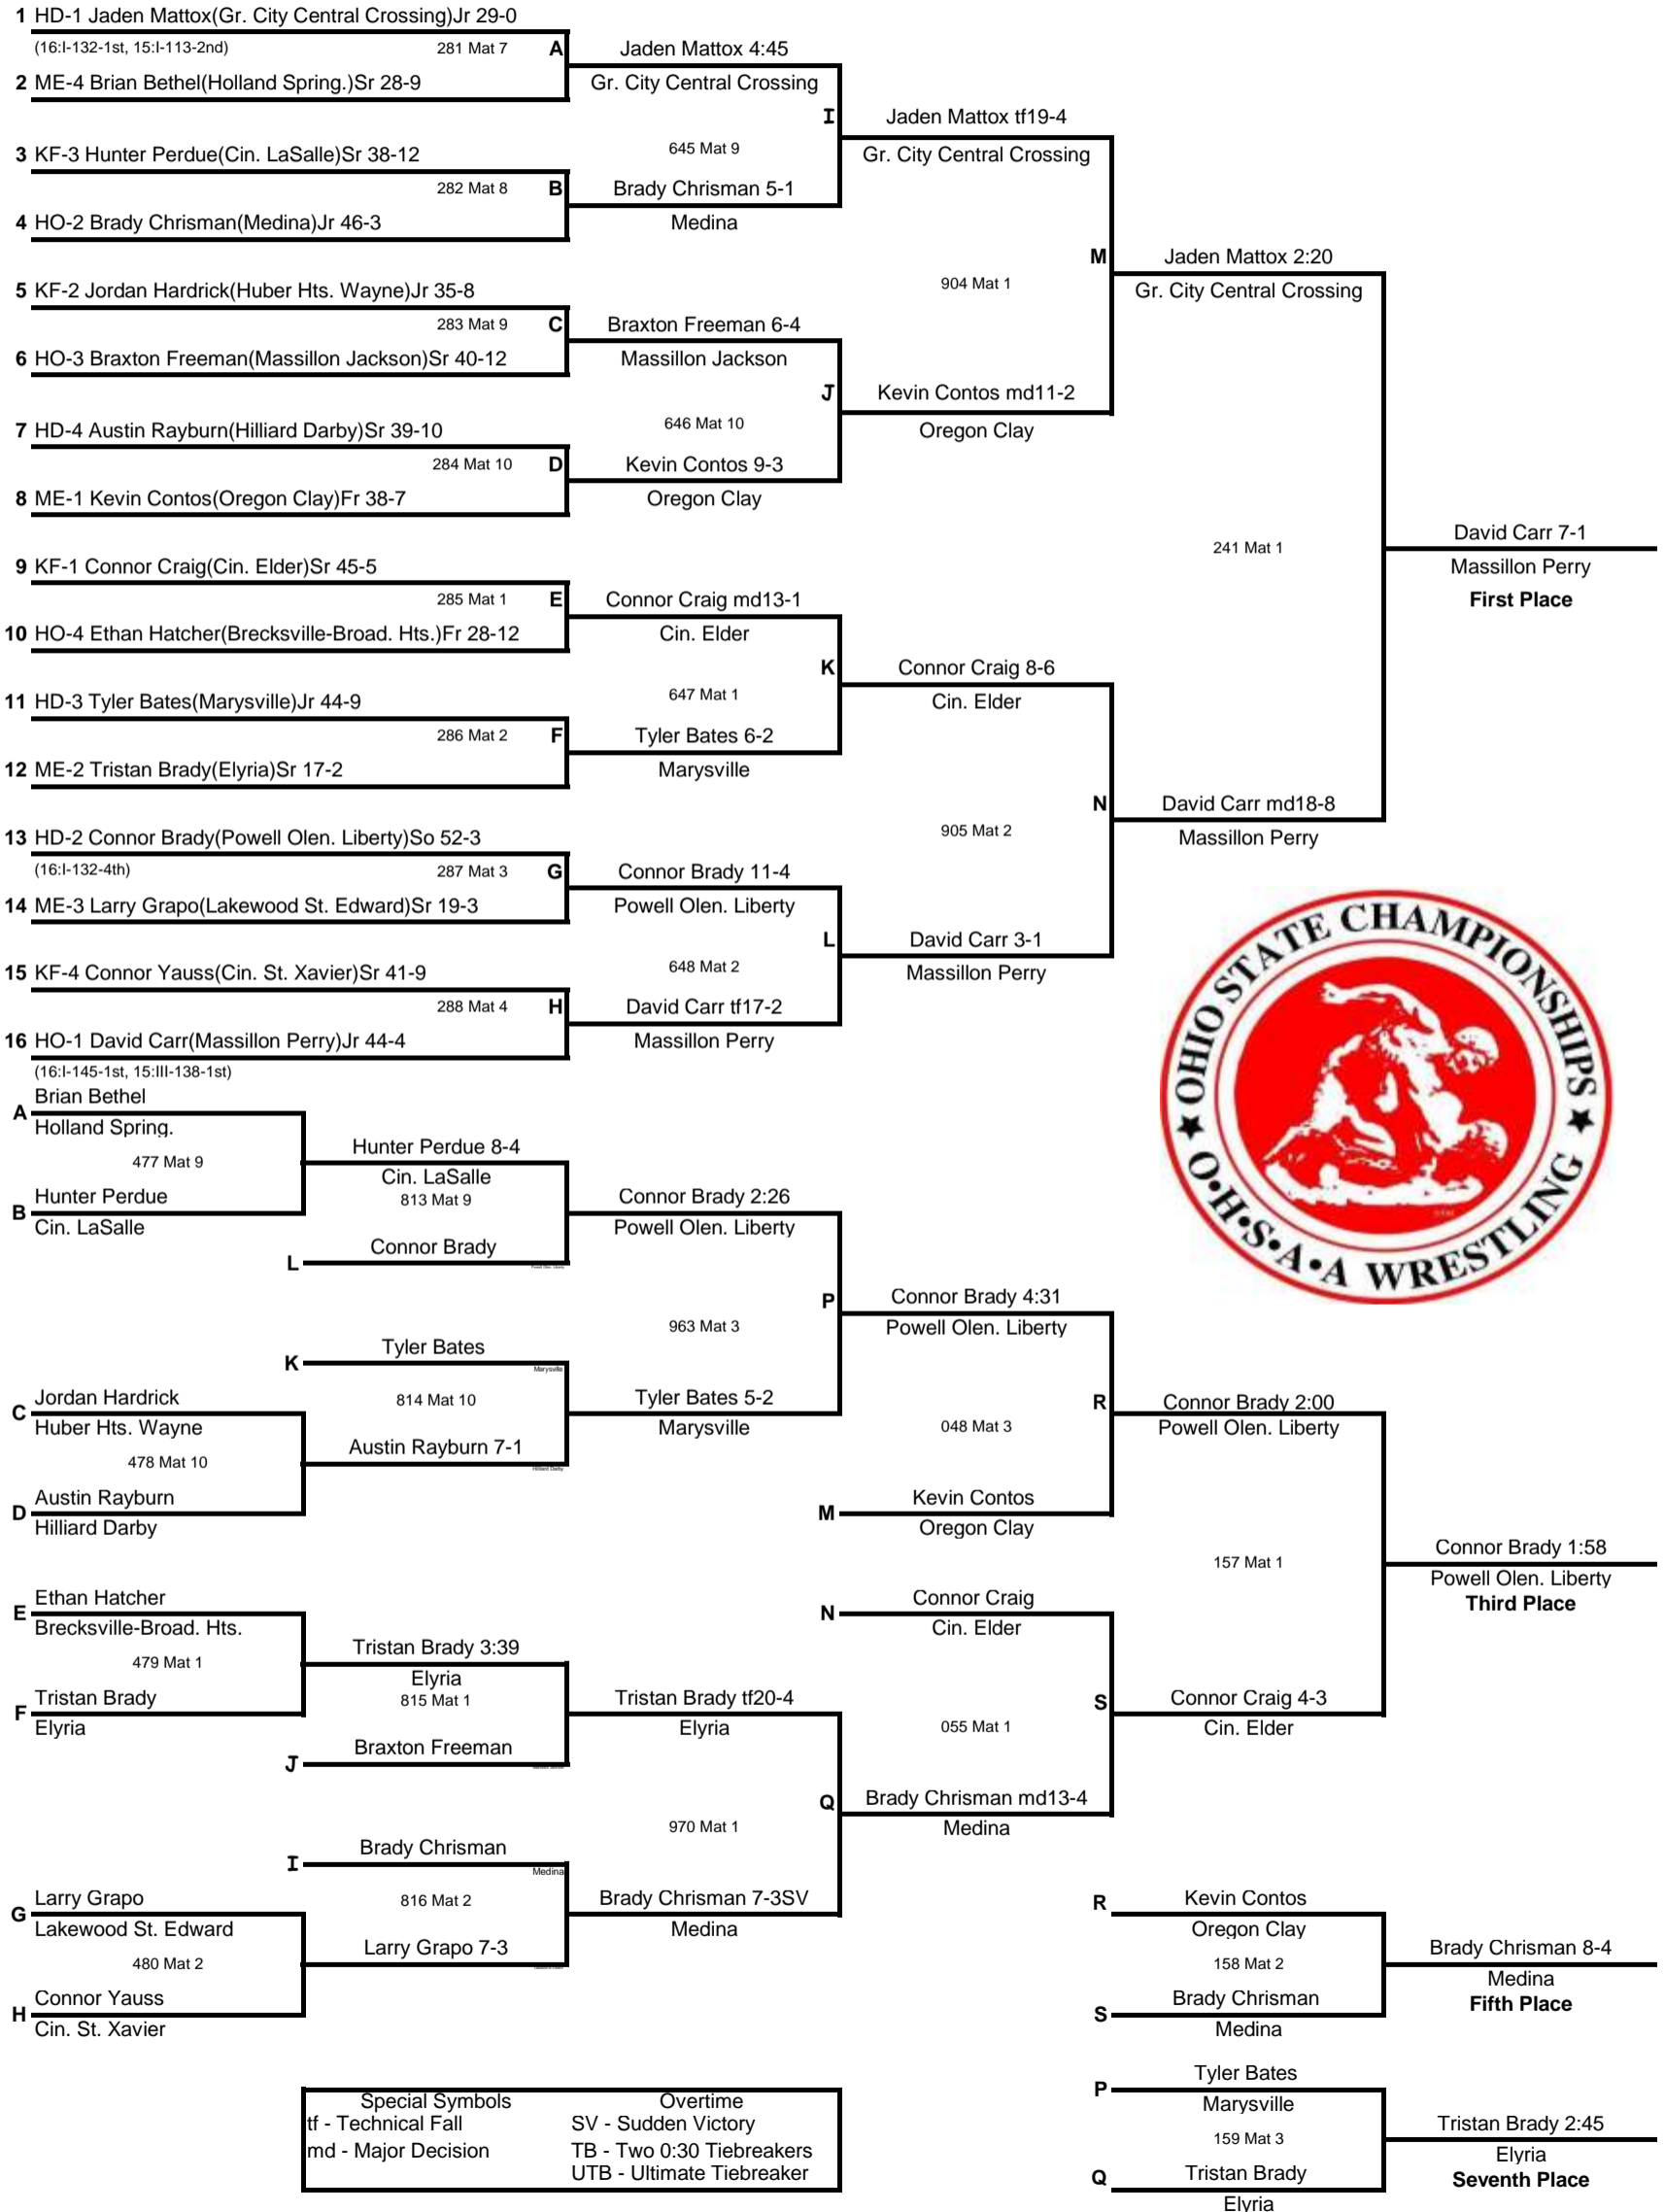 1 HD-1 Jaden Mattox(Gr. City Central Crossing)Jr 29-0
(16:I-132-1st, 15:I-113-2nd)
281 Mat 7 A
2 ME-4 Brian Bethel(Holland Spring.)Sr 28-9
3 KF-3 Hunter Perdue(Cin. LaSalle)Sr 38-12
282 Mat 8 B
4 HO-2 Brady Chrisman(Medina)Jr 46-3
5 KF-2 Jordan Hardrick(Huber Hts. Wayne)Jr 35-8
283 Mat 9 C
6 HO-3 Braxton Freeman(Massillon Jackson)Sr 40-12
7 HD-4 Austin Rayburn(Hilliard Darby)Sr 39-10
284 Mat 10 D
8 ME-1 Kevin Contos(Oregon Clay)Fr 38-7
9 KF-1 Connor Craig(Cin. Elder)Sr 45-5
285 Mat 1 E
10 HO-4 Ethan Hatcher(Brecksville-Broad. Hts.)Fr 28-12
11 HD-3 Tyler Bates(Marysville)Jr 44-9
286 Mat 2 F
12 ME-2 Tristan Brady(Elyria)Sr 17-2
13 HD-2 Connor Brady(Powell Olen. Liberty)So 52-3
(16:I-132-4th)
287 Mat 3 G
14 ME-3 Larry Grapo(Lakewood St. Edward)Sr 19-3
15 KF-4 Connor Yauss(Cin. St. Xavier)Sr 41-9
288 Mat 4 H
16 HO-1 David Carr(Massillon Perry)Jr 44-4
(16:I-145-1st, 15:III-138-1st)
Jaden Mattox 4:45
Gr. City Central Crossing
I
645 Mat 9
Brady Chrisman 5-1
Medina
Braxton Freeman 6-4
Massillon Jackson
J
646 Mat 10
Kevin Contos 9-3
Oregon Clay
Connor Craig md13-1
Cin. Elder
K
647 Mat 1
Tyler Bates 6-2
Marysville
Connor Brady 11-4
Powell Olen. Liberty
L
648 Mat 2
David Carr tf17-2
Massillon Perry
Jaden Mattox tf19-4
Gr. City Central Crossing
M
904 Mat 1
Kevin Contos md11-2
Oregon Clay
Connor Craig 8-6
Cin. Elder
N
905 Mat 2
David Carr 3-1
Massillon Perry
Jaden Mattox 2:20
Gr. City Central Crossing
241 Mat 1
David Carr md18-8
Massillon Perry
David Carr 7-1
Massillon Perry
First Place
★ OHIO STATE CHAMPIONSHIPS ★
O•H•S•A•A WRESTLING
A Brian Bethel
Holland Spring.
477 Mat 9
B Hunter Perdue
Cin. LaSalle
Hunter Perdue 8-4
Cin. LaSalle
813 Mat 9
L Connor Brady
Powell Olen. Liberty
K Tyler Bates
Marysville
C Jordan Hardrick
Huber Hts. Wayne
478 Mat 10
D Austin Rayburn
Hilliard Darby
814 Mat 10
Austin Rayburn 7-1
Hilliard Darby
Connor Brady 2:26
Powell Olen. Liberty
P
963 Mat 3
Tyler Bates 5-2
Marysville
Connor Brady 4:31
Powell Olen. Liberty
R
048 Mat 3
M Kevin Contos
Oregon Clay
Connor Brady 2:00
Powell Olen. Liberty
E Ethan Hatcher
Brecksville-Broad. Hts.
479 Mat 1
F Tristan Brady
Elyria
Tristan Brady 3:39
Elyria
815 Mat 1
J Braxton Freeman
I Brady Chrisman
Medina
G Larry Grapo
Lakewood St. Edward
480 Mat 2
H Connor Yauss
Cin. St. Xavier
816 Mat 2
Larry Grapo 7-3
Tristan Brady tf20-4
Elyria
Q
970 Mat 1
Brady Chrisman 7-3SV
Medina
N Connor Craig
Cin. Elder
S
055 Mat 1
Brady Chrisman md13-4
Medina
Connor Craig 4-3
Cin. Elder
157 Mat 1
Connor Brady 1:58
Powell Olen. Liberty
Third Place
R Kevin Contos
Oregon Clay
158 Mat 2
S Brady Chrisman
Medina
Brady Chrisman 8-4
Medina
Fifth Place
P Tyler Bates
Marysville
159 Mat 3
Q Tristan Brady
Elyria
Tristan Brady 2:45
Elyria
Seventh Place
Special Symbols Overtime
tf - Technical Fall SV - Sudden Victory
md - Major Decision TB - Two 0:30 Tiebreakers
UTB - Ultimate Tiebreaker